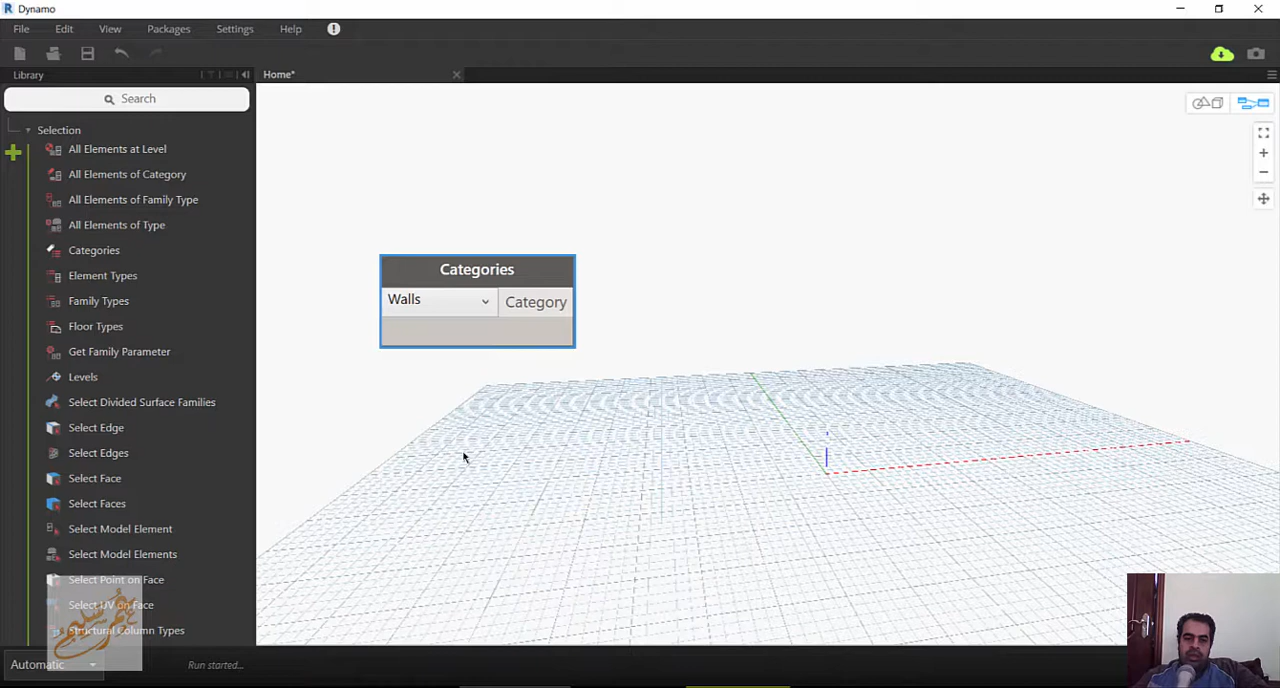 Dynamo
File Edit View Packages Settings Help
Library
Home*
Search
Selection
All Elements at Level
All Elements of Category
All Elements of Family Type
All Elements of Type
Categories
Element Types
Family Types
Floor Types
Get Family Parameter
Levels
Select Divided Surface Families
Select Edge
Select Edges
Select Face
Select Faces
Select Model Element
Select Model Elements
Select Point on Face
Select UV on Face
Structural Column Types
Categories
Walls
Category
Automatic
Run started...